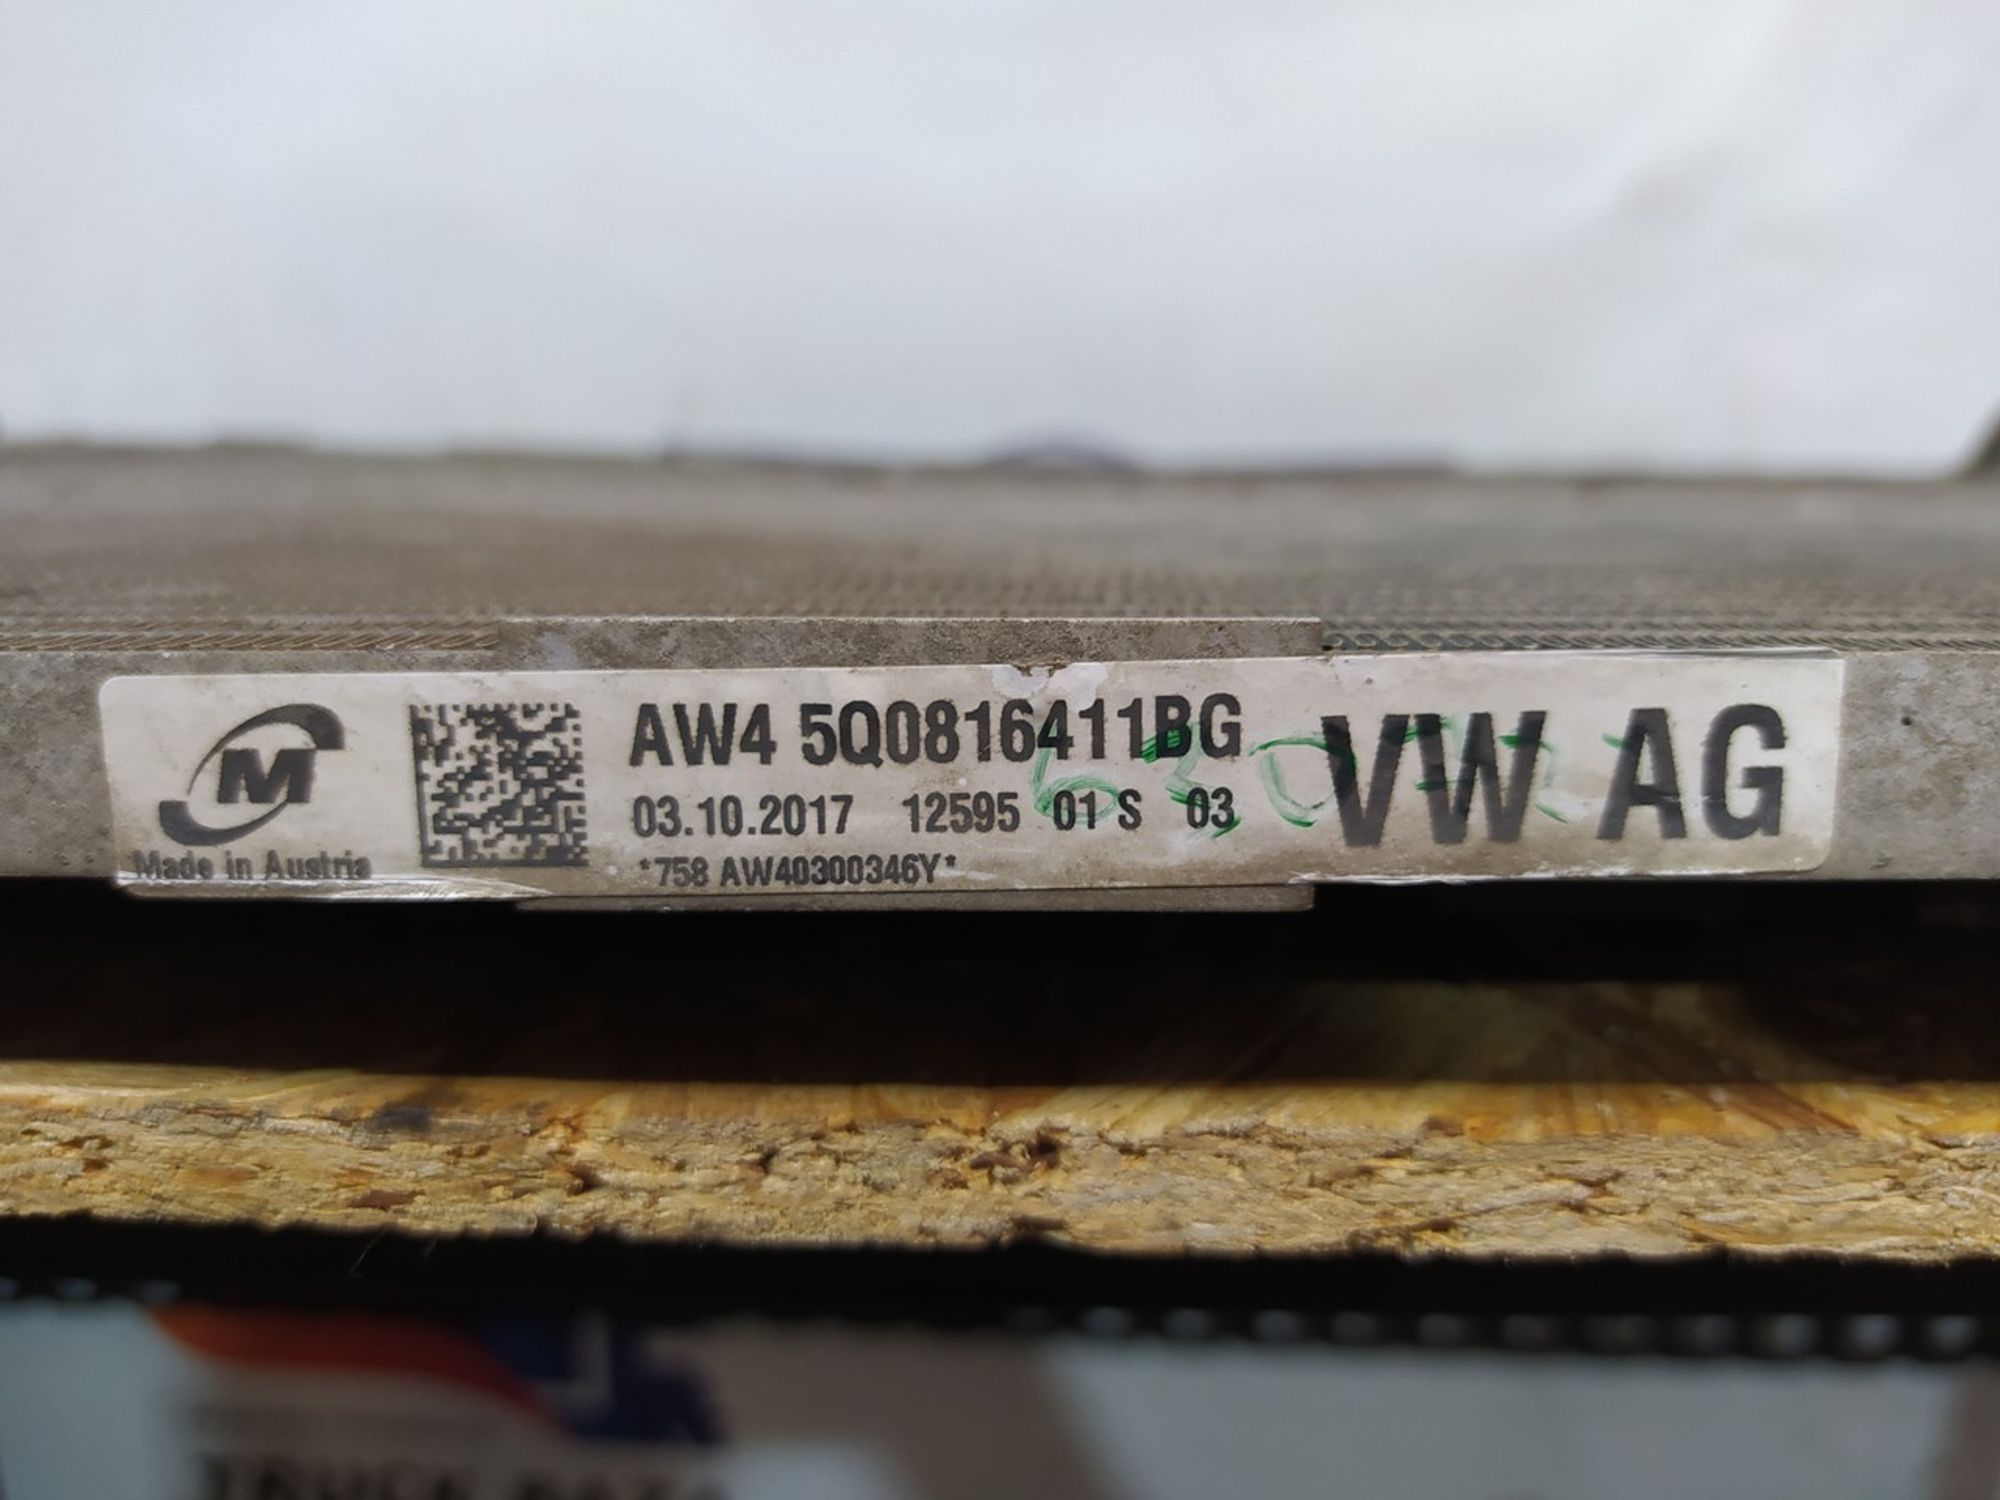 M
Made in Austria
AW4 5Q0816411BG
03.10.2017 12595 01 S 03
*758 AW40300346Y*
VW AG